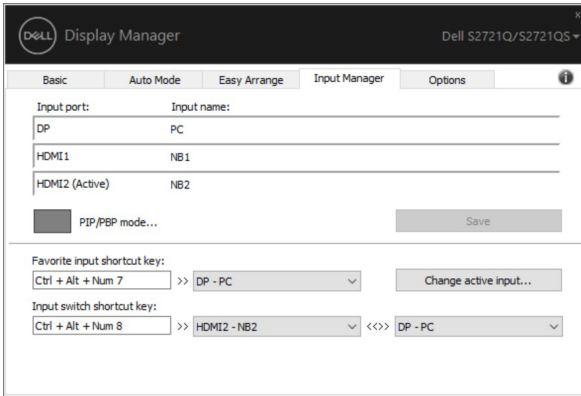 x
DELL Display Manager Dell S2721Q/S2721QS
Basic Auto Mode Easy Arrange Input Manager Options i
Input port: Input name:
DP PC
HDMI1 NB1
HDMI2 (Active) NB2
PIP/PBP mode... Save
Favorite input shortcut key:
Ctrl + Alt + Num 7 >> DP - PC Change active input...
Input switch shortcut key:
Ctrl + Alt + Num 8 >> HDMI2 - NB2 <<>> DP - PC